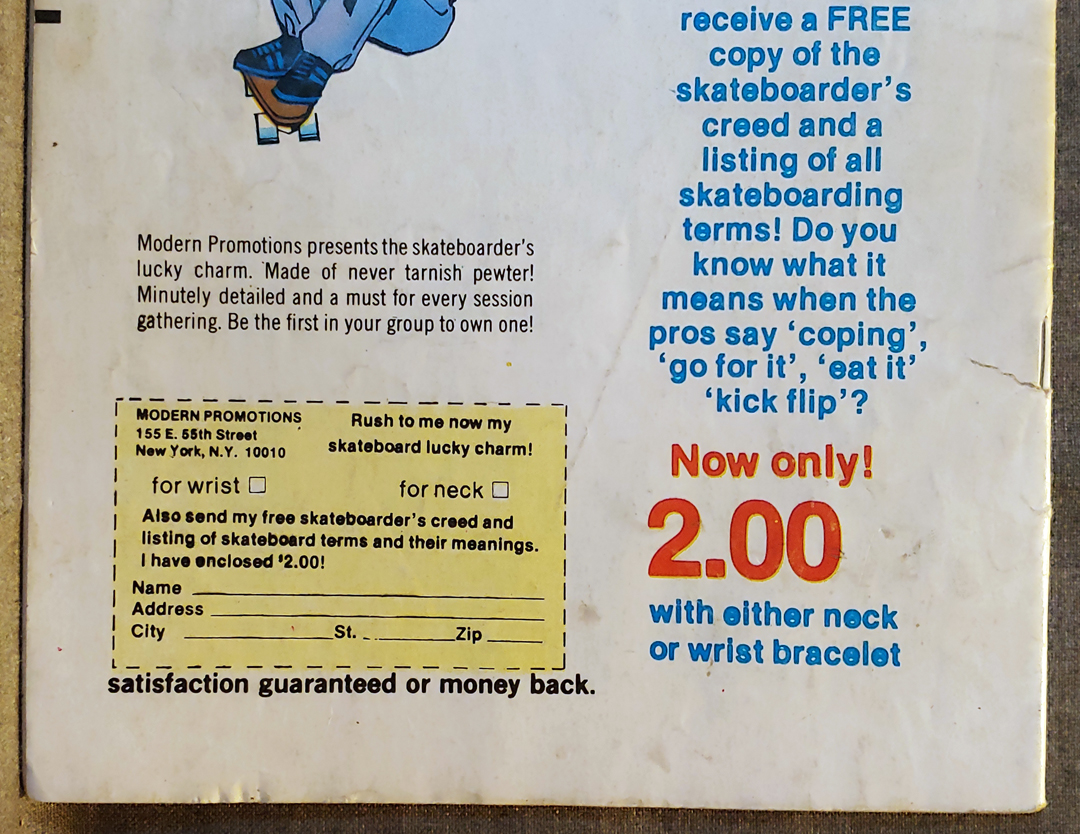 receive a FREE
copy of the
skateboarder's
creed and a
listing of all
skateboarding
terms! Do you
know what it
means when the
pros say 'coping',
'go for it', 'eat it'
'kick flip'?
Modern Promotions presents the skateboarder's
lucky charm. Made of never tarnish pewter!
Minutely detailed and a must for every session
gathering. Be the first in your group to own one!
MODERN PROMOTIONS
155 E. 55th Street
New York, N.Y. 10010
Rush to me now my
skateboard lucky charm!
for wrist
for neck
Also send my free skateboarder's creed and
listing of skateboard terms and their meanings.
I have enclosed $2.00!
Name
Address
City St. Zip
satisfaction guaranteed or money back.
Now only!
2.00
with either neck
or wrist bracelet